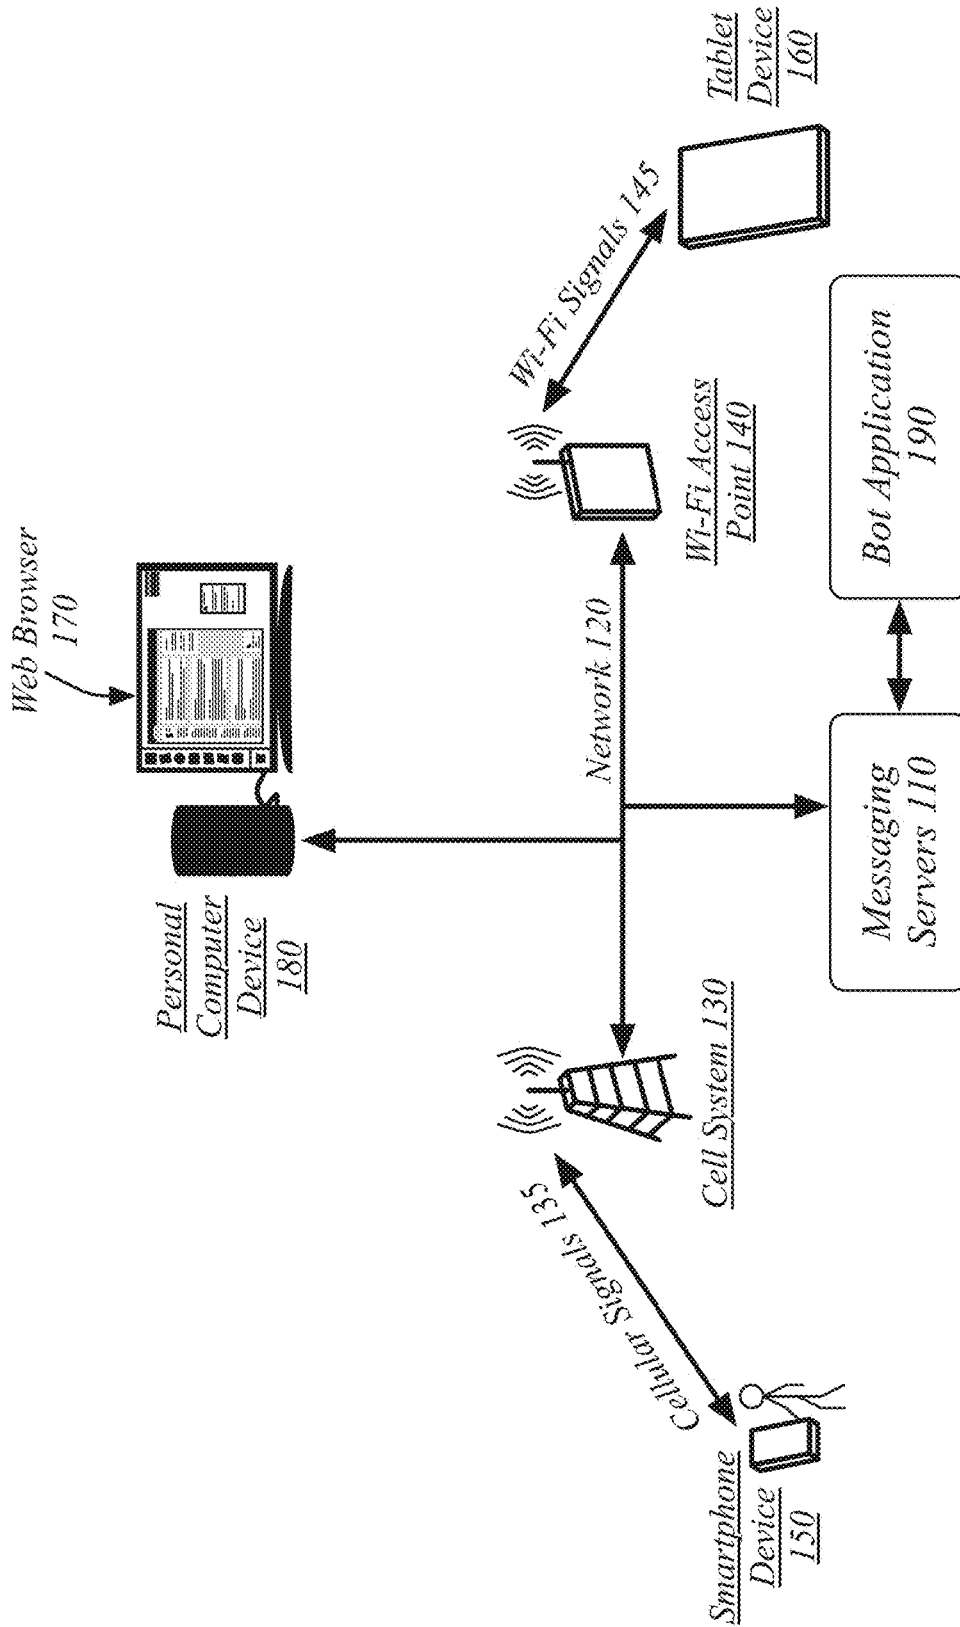 Web Browser
170
Personal
Computer
Device
180
Network 120
Wi-Fi Signals 145
Cellular Signals 135
Tablet
Device
160
Wi-Fi Access
Point 140
Cell System 130
Smartphone
Device
150
Messaging
Servers 110
Bot Application
190